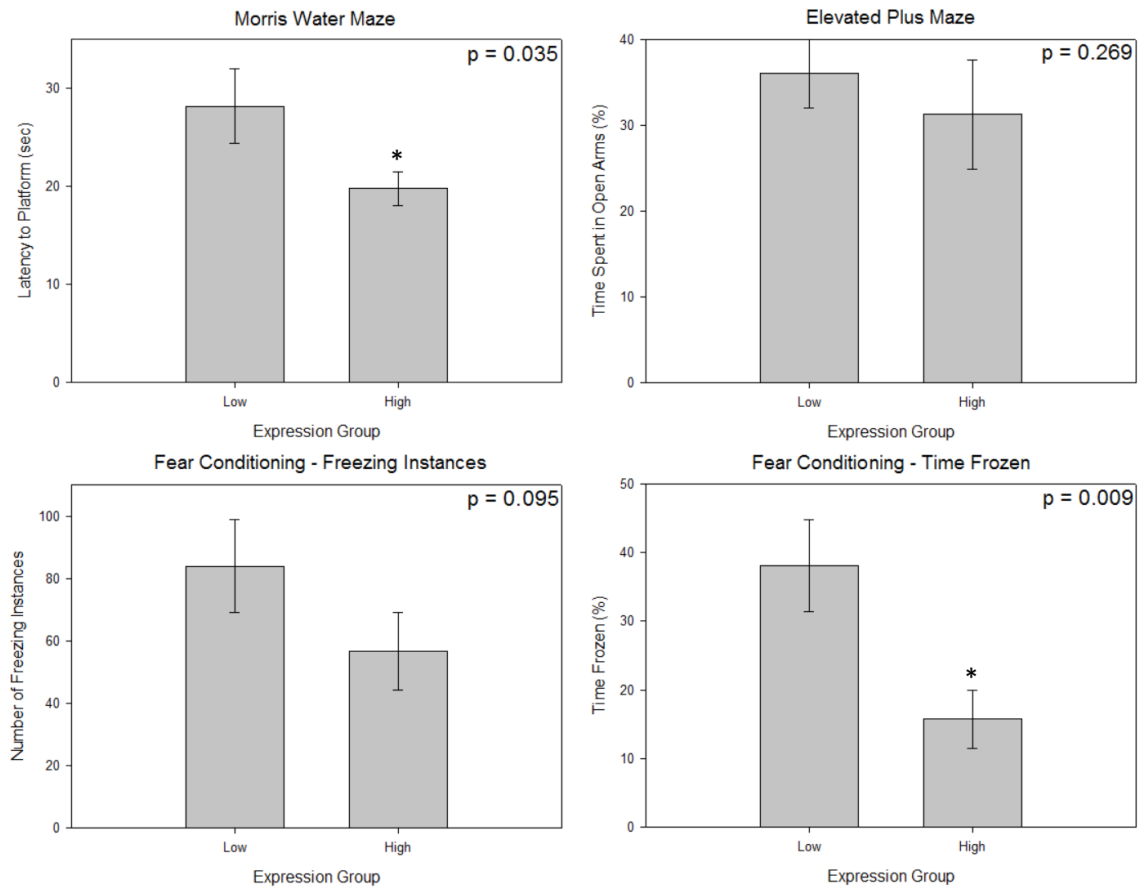 Morris Water Maze
p = 0.035
Latency to Platform (sec)
30
20
10
0
*
Low
High
Expression Group
Elevated Plus Maze
p = 0.269
Time Spent in Open Arms (%)
40
30
20
10
0
Low
High
Expression Group
Fear Conditioning - Freezing Instances
p = 0.095
Number of Freezing Instances
100
80
60
40
20
0
Low
High
Expression Group
Fear Conditioning - Time Frozen
p = 0.009
Time Frozen (%)
50
40
30
20
10
0
*
Low
High
Expression Group